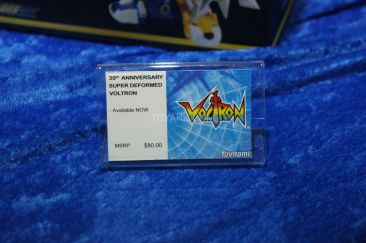 30th ANNIVERSARY
SUPER DEFORMED
VOLTRON
- Available NOW
MSRP $80.00
VOLTRON
Toynami